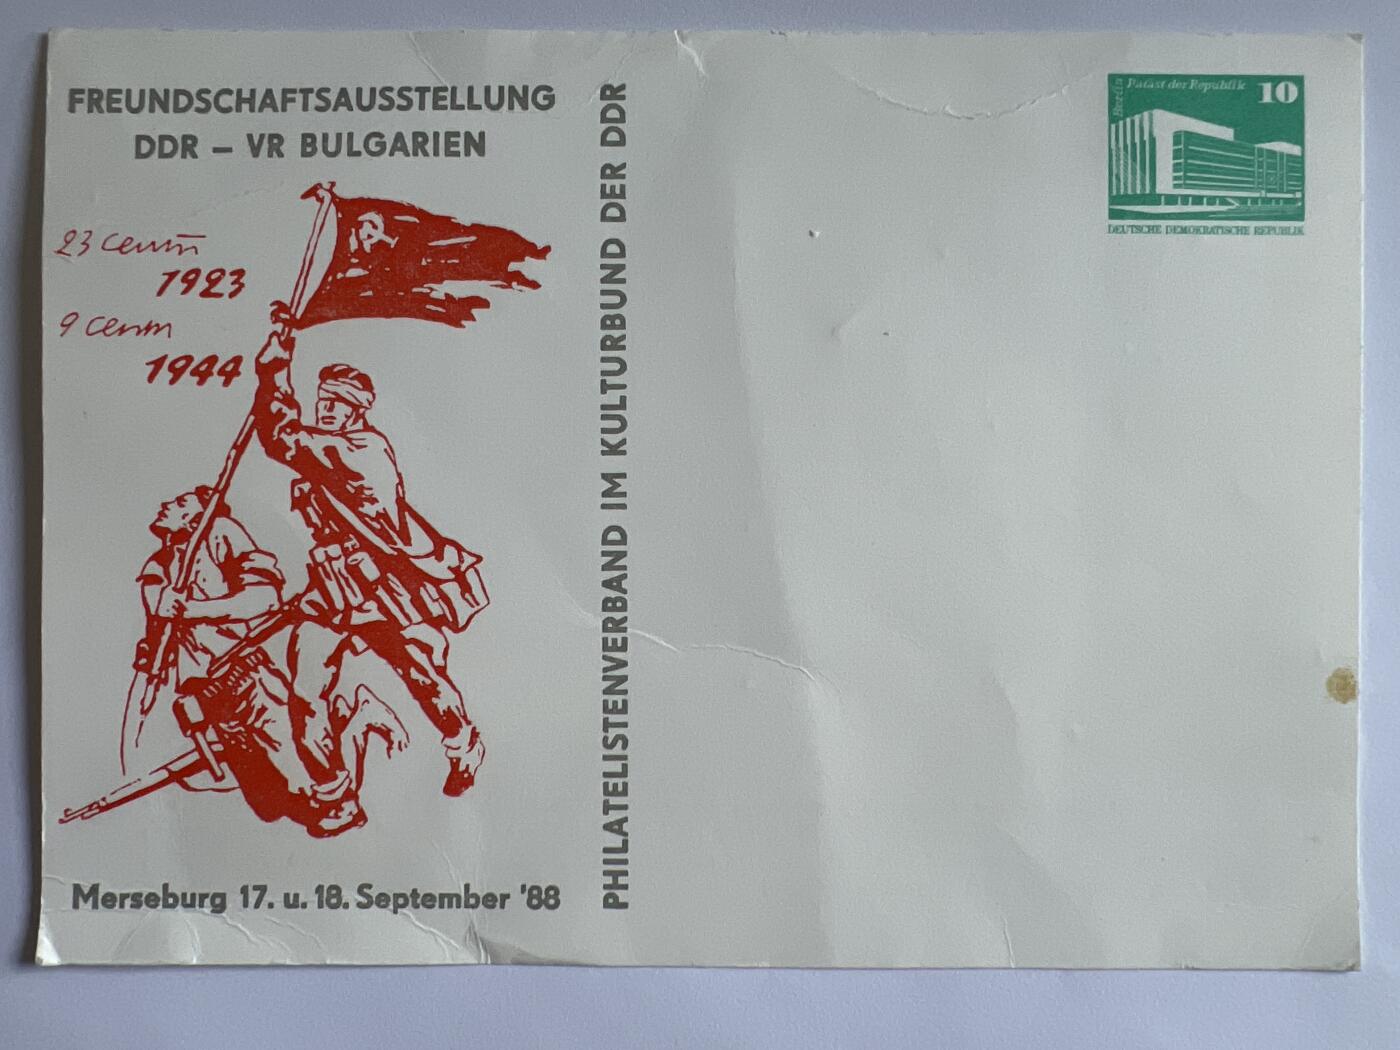 FREUNDSCHAFTSAUSSTELLUNG
DDR – VR BULGARIEN
23 септ
1923
9 септ
1944
Merseburg 17. u. 18. September '88
PHILATELISTENVERBAND IM KULTURBUND DER DDR
Berlin
Palast der Republik
10
DEUTSCHE DEMOKRATISCHE REPUBLIK